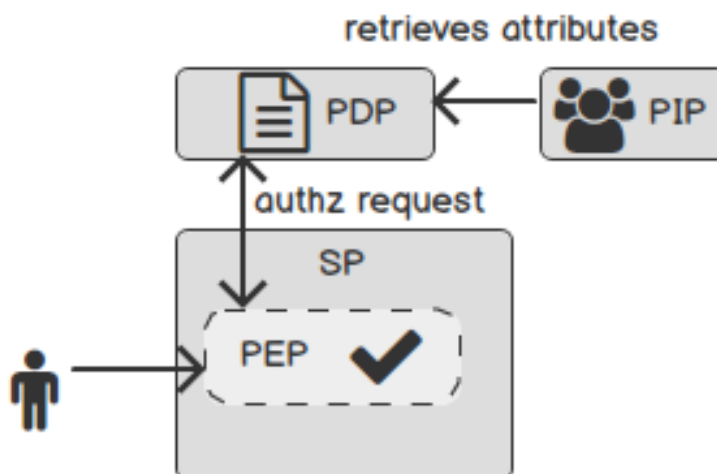 retrieves attributes
PDP
PIP
authz request
SP
PEP